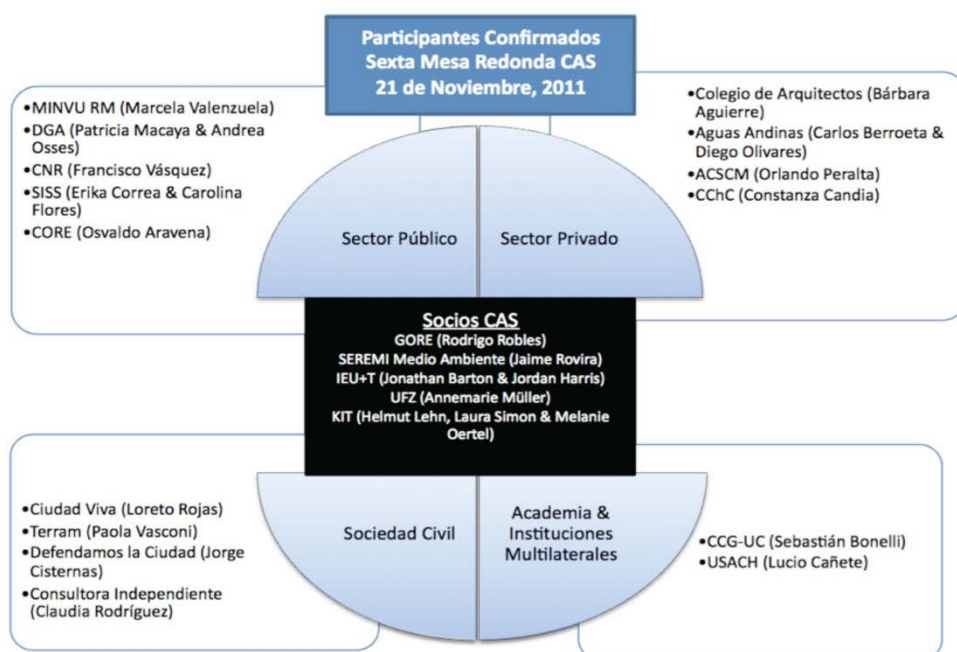 Participantes Confirmados
Sexta Mesa Redonda CAS
21 de Noviembre, 2011
•MINVU RM (Marcela Valenzuela)
•DGA (Patricia Macaya & Andrea
Osses)
•CNR (Francisco Vásquez)
•SISS (Erika Correa & Carolina
Flores)
•CORE (Osvaldo Aravena)
•Colegio de Arquitectos (Bárbara
Aguierre)
•Aguas Andinas (Carlos Berroeta &
Diego Olivares)
•ACSCM (Orlando Peralta)
•CChC (Constanza Candia)
Sector Público
Sector Privado
Socios CAS
GORE (Rodrigo Robles)
SEREMI Medio Ambiente (Jaime Rovira)
IEU+T (Jonathan Barton & Jordan Harris)
UFZ (Annemarie Müller)
KIT (Helmut Lehn, Laura Simon & Melanie
Oertel)
•Ciudad Viva (Loreto Rojas)
•Terram (Paola Vasconi)
•Defendamos la Ciudad (Jorge
Cisternas)
•Consultora Independiente
(Claudia Rodríguez)
Sociedad Civil
Academia &
Instituciones
Multilaterales
•CCG-UC (Sebastián Bonelli)
•USACH (Lucio Cañete)